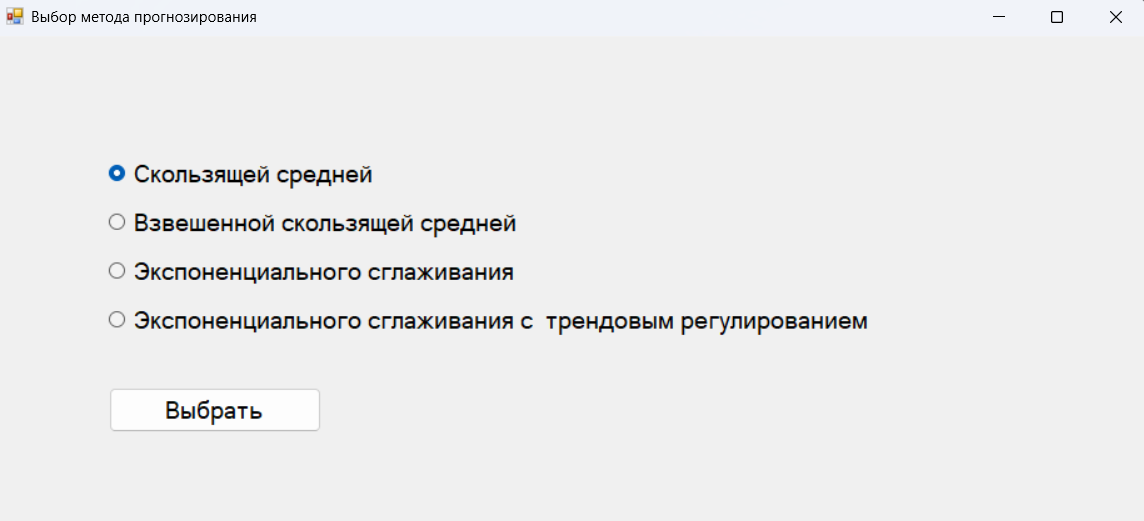 Выбор метода прогнозирования
Скользящей средней
Взвешенной скользящей средней
Экспоненциального сглаживания
Экспоненциального сглаживания с  трендовым регулированием
Выбрать